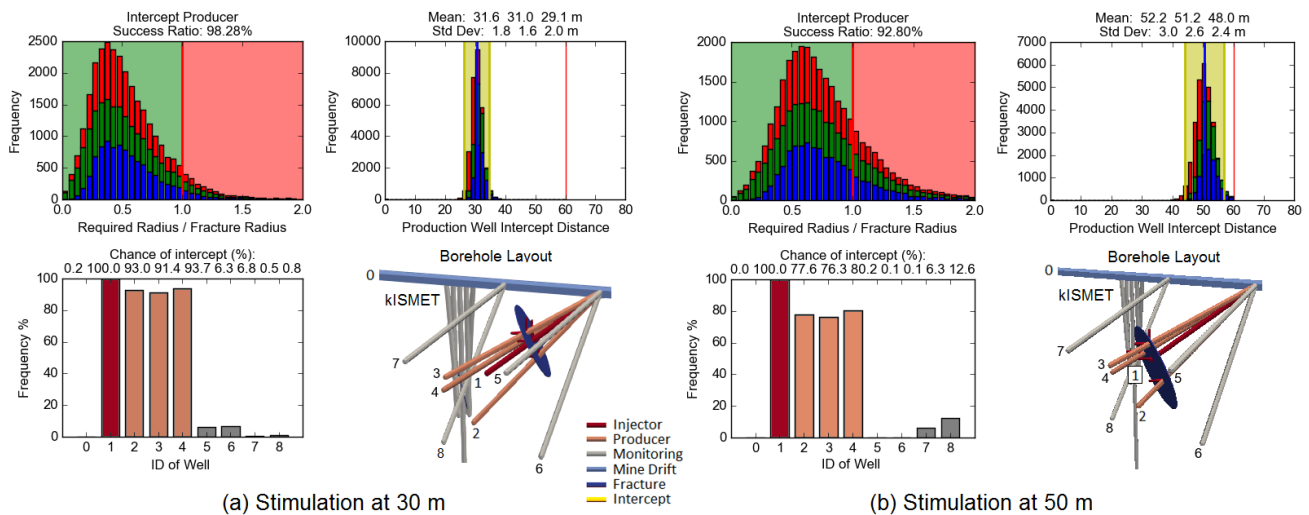 Intercept Producer
Success Ratio: 98.28%
Frequency
2500
2000
1500
1000
500
0
0.0 0.5 1.0 1.5 2.0
Required Radius / Fracture Radius
Mean: 31.6 31.0 29.1 m
Std Dev: 1.8 1.6 2.0 m
Frequency
10000
8000
6000
4000
2000
0
0 10 20 30 40 50 60 70 80
Production Well Intercept Distance
Chance of intercept (%):
0.2 100.0 93.0 91.4 93.7 6.3 6.8 0.5 0.8
Frequency %
100
80
60
40
20
0
0 1 2 3 4 5 6 7 8
ID of Well
Borehole Layout
0
kISMET
7
3
4
1
5
2
8
6
Injector
Producer
Monitoring
Mine Drift
Fracture
Intercept
(a) Stimulation at 30 m
Intercept Producer
Success Ratio: 92.80%
Frequency
2000
1500
1000
500
0
0.0 0.5 1.0 1.5 2.0
Required Radius / Fracture Radius
Mean: 52.2 51.2 48.0 m
Std Dev: 3.0 2.6 2.4 m
Frequency
7000
6000
5000
4000
3000
2000
1000
0
0 10 20 30 40 50 60 70 80
Production Well Intercept Distance
Chance of intercept (%):
0.0 100.0 77.6 76.3 80.2 0.1 0.1 6.3 12.6
Frequency %
100
80
60
40
20
0
0 1 2 3 4 5 6 7 8
ID of Well
Borehole Layout
0
kISMET
7
3
4
1
5
2
8
6
(b) Stimulation at 50 m